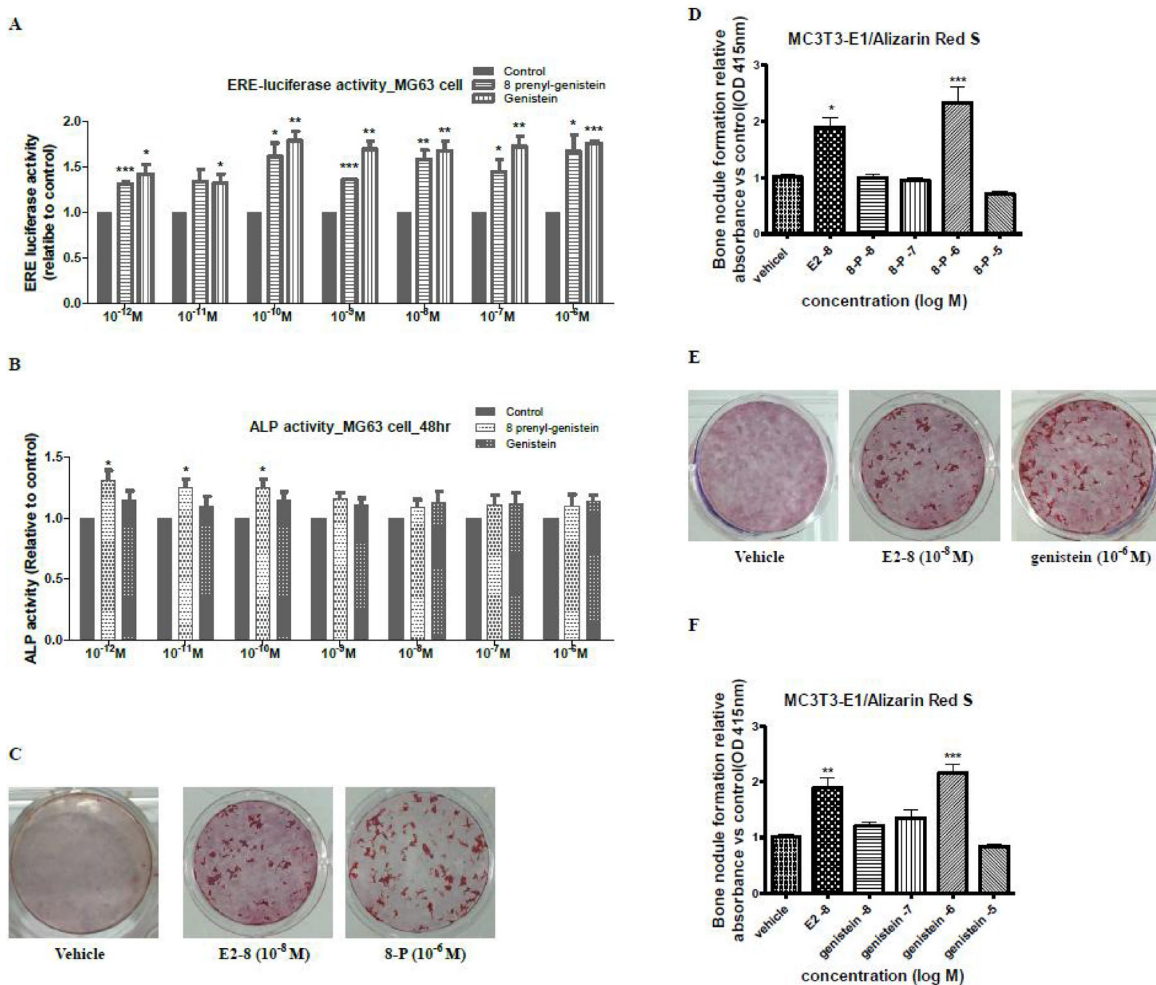 A
ERE-luciferase activity_MG63 cell
Control
8 prenyl-genistein
Genistein
ERE luciferase activity
(relatibe to control)
2.0
1.5
1.0
0.5
0.0
*** * * * ** *** ** ** ** * ** * ***
10-12M 10-11M 10-10M 10-9M 10-8M 10-7M 10-6M
B
ALP activity_MG63 cell_48hr
Control
8 prenyl-genistein
Genistein
ALP activity (Relative to control)
1.5
1.0
0.5
0.0
* * *
10-12M 10-11M 10-10M 10-9M 10-8M 10-7M 10-6M
C
Vehicle E2-8 (10-8 M) 8-P (10-6 M)
D
MC3T3-E1/Alizarin Red S
Bone nodule formation relative
absorbance vs control(OD 415nm)
3
2
1
0
* ***
vehicel E2 -8 8-P -8 8-P -7 8-P -6 8-P -5
concentration (log M)
E
Vehicle E2-8 (10-8 M) genistein (10-6 M)
F
MC3T3-E1/Alizarin Red S
Bone nodule formation relative
absorbance vs control(OD 415nm)
3
2
1
0
** ***
vehicle E2 -8 genistein -8 genistein -7 genistein -6 genistein -5
concentration (log M)